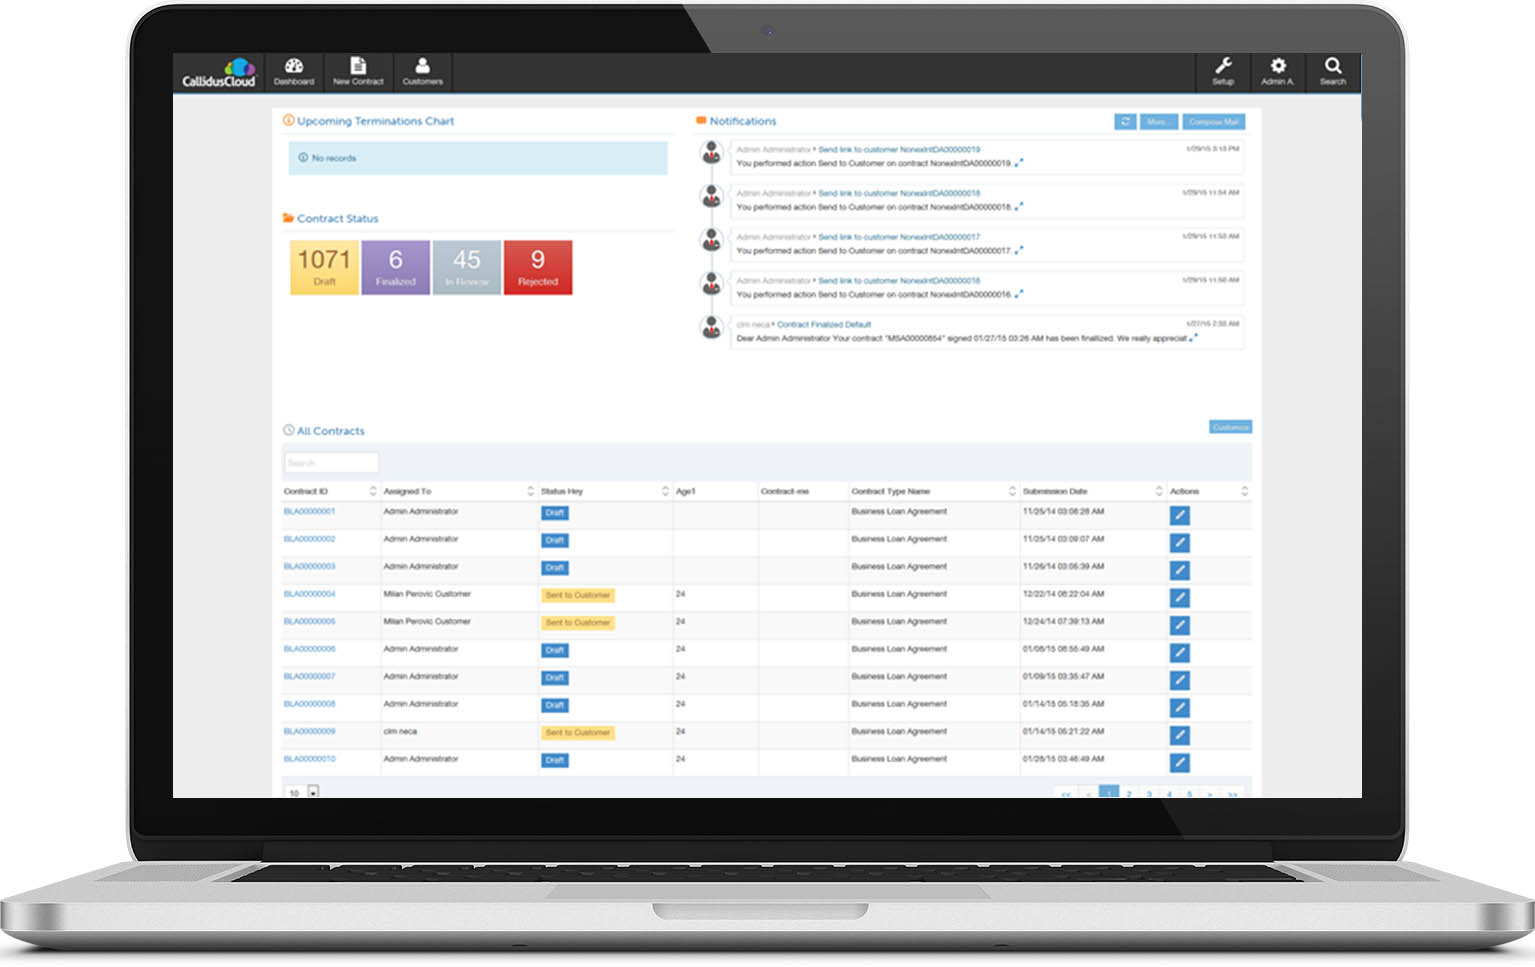 CallidusCloud
Dashboard
New Contract
Customers
Setup
Admin A.
Search
Upcoming Terminations Chart
No records
Contract Status
1071
Draft
6
Finalized
45
In Review
9
Rejected
Notifications
More...
Compose Mail
Admin Administrator Send link to customer NonexIntDA00000019
1/29/15 3:13 PM
You performed action Send to Customer on contract NonexIntDA00000019.
Admin Administrator Send link to customer NonexIntDA00000018
1/29/15 11:54 AM
You performed action Send to Customer on contract NonexIntDA00000018.
Admin Administrator Send link to customer NonexIntDA00000017
1/29/15 11:53 AM
You performed action Send to Customer on contract NonexIntDA00000017.
Admin Administrator Send link to customer NonexIntDA00000016
1/29/15 11:50 AM
You performed action Send to Customer on contract NonexIntDA00000016.
clm neca Contract Finalized Default
1/27/15 2:33 AM
Dear Admin Administrator Your contract "MSA00000854" signed 01/27/15 03:26 AM has been finalized. We really appreciat
All Contracts
Customize
Search
Contract ID Assigned To Status Key Age1 Contract-me Contract Type Name Submission Date Actions
BLA00000001 Admin Administrator Draft Business Loan Agreement 11/25/14 03:08:28 AM
BLA00000002 Admin Administrator Draft Business Loan Agreement 11/25/14 03:09:07 AM
BLA00000003 Admin Administrator Draft Business Loan Agreement 11/26/14 03:05:39 AM
BLA00000004 Milan Perovic Customer Sent to Customer 24 Business Loan Agreement 12/22/14 08:22:04 AM
BLA00000005 Milan Perovic Customer Sent to Customer 24 Business Loan Agreement 12/24/14 07:39:13 AM
BLA00000006 Admin Administrator Draft 24 Business Loan Agreement 01/08/15 08:55:49 AM
BLA00000007 Admin Administrator Draft 24 Business Loan Agreement 01/09/15 03:35:47 AM
BLA00000008 Admin Administrator Draft 24 Business Loan Agreement 01/14/15 05:18:35 AM
BLA00000009 clm neca Sent to Customer 24 Business Loan Agreement 01/14/15 05:21:22 AM
BLA00000010 Admin Administrator Draft 24 Business Loan Agreement 01/28/15 03:46:49 AM
10
<< < 1 2 3 4 5 > >>